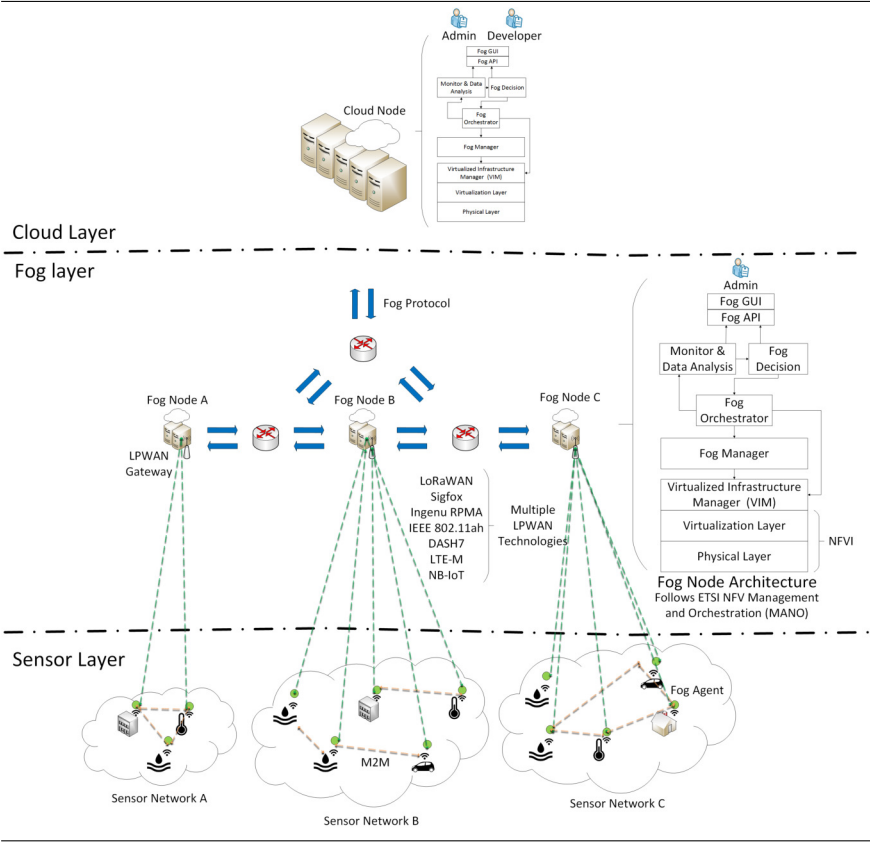 Admin
Developer
Fog GUI
Fog API
Monitor & Data
Analysis
Fog Decision
Cloud Node
Fog
Orchestrator
Fog Manager
Virtualized Infrastructure
Manager (VIM)
Virtualization Layer
Physical Layer
Cloud Layer
Fog layer
Fog Protocol
Admin
Fog GUI
Fog API
Monitor &
Data Analysis
Fog
Decision
Fog
Orchestrator
Fog Manager
Virtualized Infrastructure
Manager (VIM)
Virtualization Layer
Physical Layer
NFVI
Fog Node Architecture
Follows ETSI NFV Management
and Orchestration (MANO)
Fog Node A
Fog Node B
Fog Node C
LPWAN
Gateway
LoRaWAN
Sigfox
Ingenu RPMA
IEEE 802.11ah
DASH7
LTE-M
NB-IoT
Multiple
LPWAN
Technologies
Sensor Layer
Fog Agent
M2M
Sensor Network A
Sensor Network B
Sensor Network C